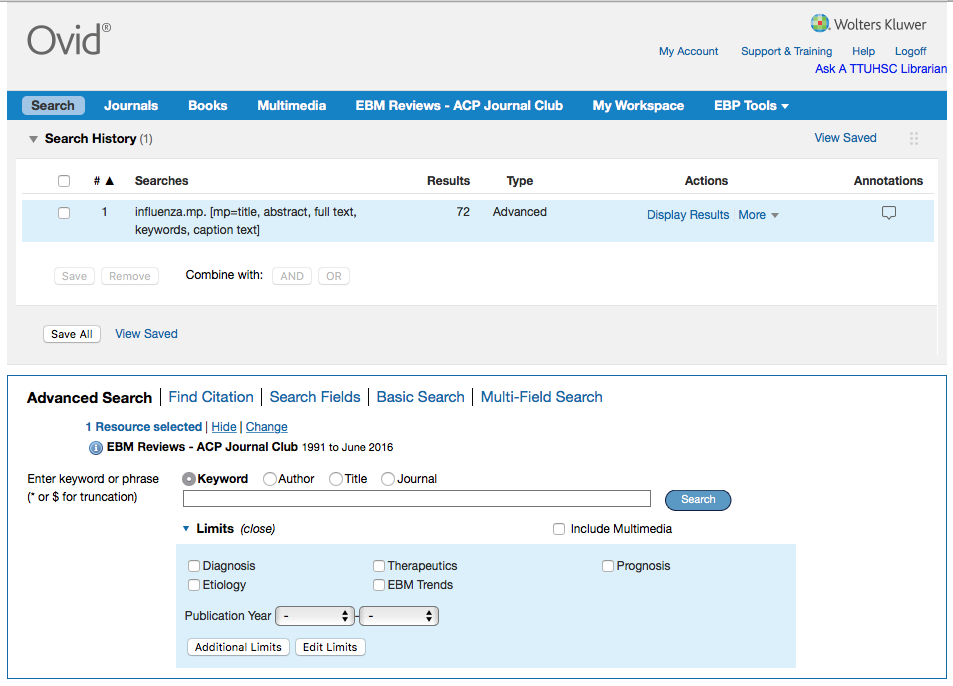 Ovid®
Wolters Kluwer
My Account Support & Training Help Logoff
Ask A TTUHSC Librarian
Search Journals Books Multimedia EBM Reviews - ACP Journal Club My Workspace EBP Tools
Search History (1) View Saved
# ▲ Searches Results Type Actions Annotations
1 influenza.mp. [mp=title, abstract, full text, 72 Advanced Display Results More
keywords, caption text]
Save Remove Combine with: AND OR
Save All View Saved
Advanced Search | Find Citation | Search Fields | Basic Search | Multi-Field Search
1 Resource selected | Hide | Change
EBM Reviews - ACP Journal Club 1991 to June 2016
Enter keyword or phrase Keyword Author Title Journal
(* or $ for truncation) Search
Limits (close) Include Multimedia
Diagnosis Therapeutics Prognosis
Etiology EBM Trends
Publication Year - - -
Additional Limits Edit Limits